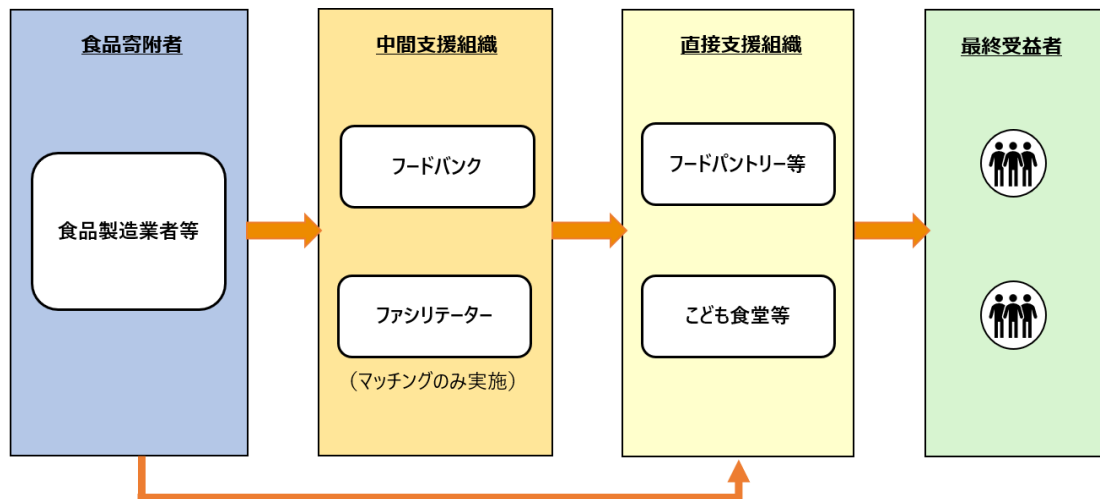 食品寄附者
食品製造業者等
中間支援組織
フードバンク
ファシリテーター
（マッチングのみ実施）
直接支援組織
フードパントリー等
こども食堂等
最終受益者